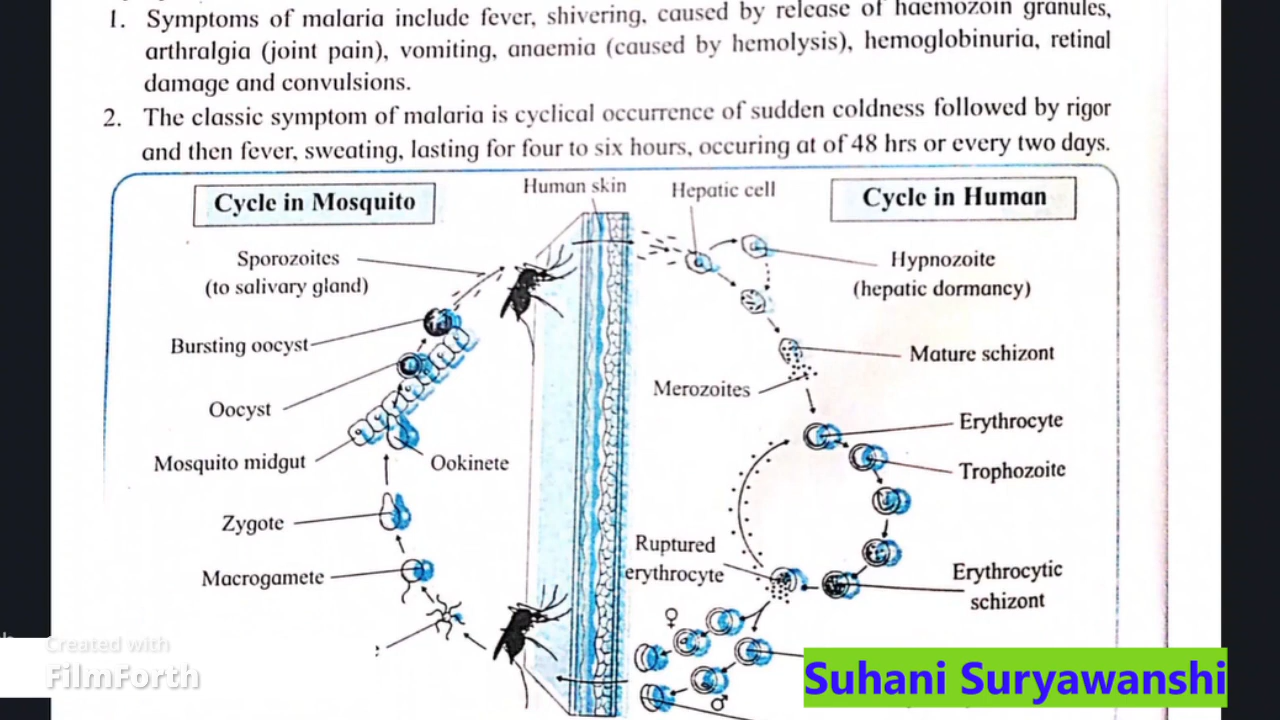 1. Symptoms of malaria include fever, shivering, caused by release of haemozoin granules,
arthralgia (joint pain), vomiting, anaemia (caused by hemolysis), hemoglobinuria, retinal
damage and convulsions.
2. The classic symptom of malaria is cyclical occurrence of sudden coldness followed by rigor
and then fever, sweating, lasting for four to six hours, occuring at of 48 hrs or every two days.
Human skin
Hepatic cell
Cycle in Mosquito
Cycle in Human
Sporozoites
(to salivary gland)
Hypnozoite
(hepatic dormancy)
Bursting oocyst
Mature schizont
Merozoites
Oocyst
Erythrocyte
Mosquito midgut
Ookinete
Trophozoite
Zygote
Ruptured
erythrocyte
Macrogamete
Erythrocytic
schizont
♀
♂
Created with
FilmForth
Suhani Suryawanshi